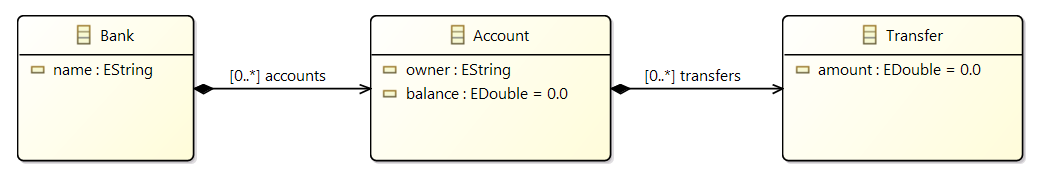 Bank
name : EString
[0..*] accounts
Account
owner : EString
balance : EDouble = 0.0
[0..*] transfers
Transfer
amount : EDouble = 0.0